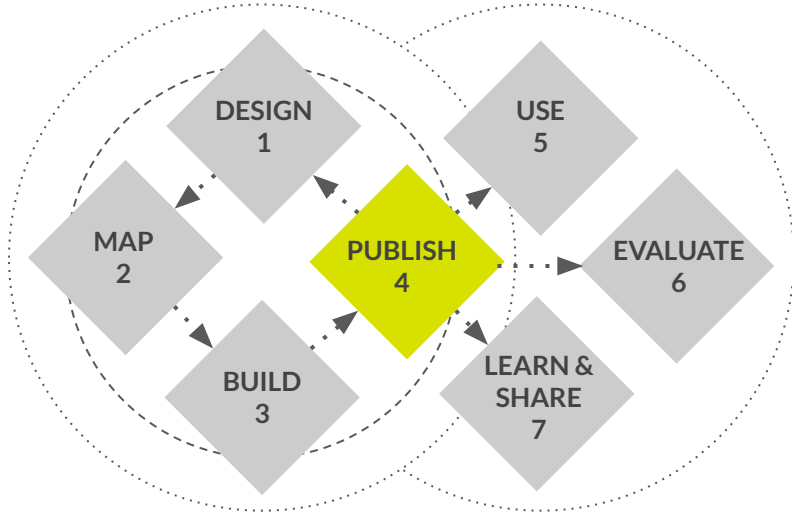 DESIGN
1
MAP
2
BUILD
3
PUBLISH
4
USE
5
EVALUATE
6
LEARN &
SHARE
7